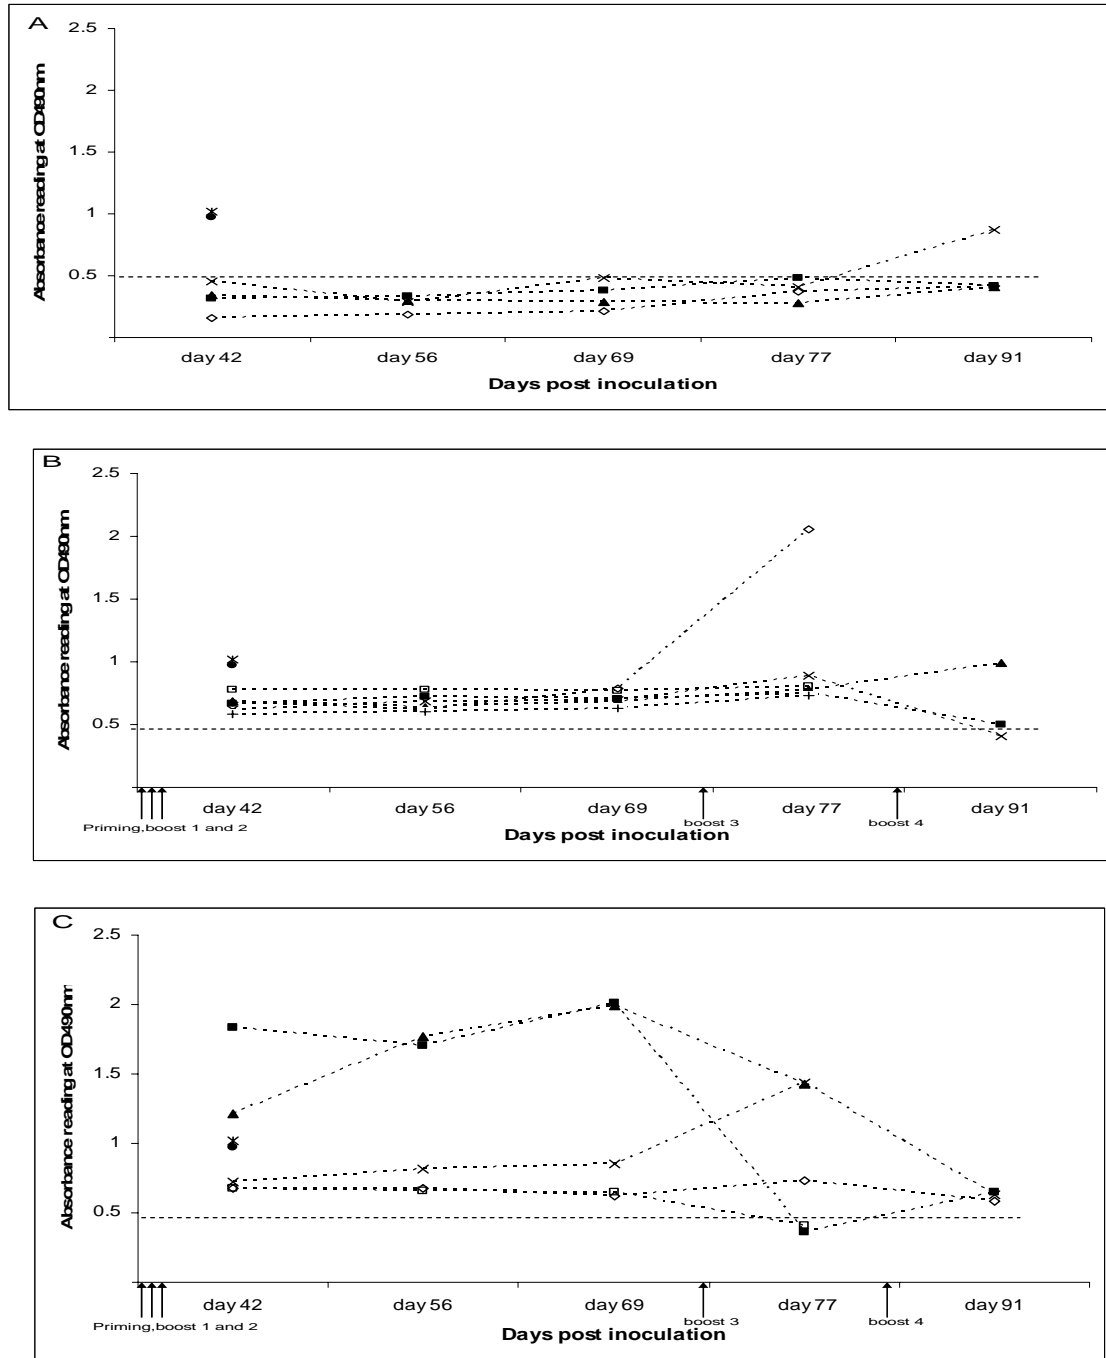 A
2.5
2
1.5
1
0.5
Absorbance reading at OD490nm
day 42 day 56 day 69 day 77 day 91
Days post inoculation
B
2.5
2
1.5
1
0.5
Absorbance reading at OD490nm
day 42 day 56 day 69 day 77 day 91
Priming,boost 1 and 2 boost 3 boost 4
Days post inoculation
C
2.5
2
1.5
1
0.5
Absorbance reading at OD490nm
day 42 day 56 day 69 day 77 day 91
Priming,boost 1 and 2 boost 3 boost 4
Days post inoculation